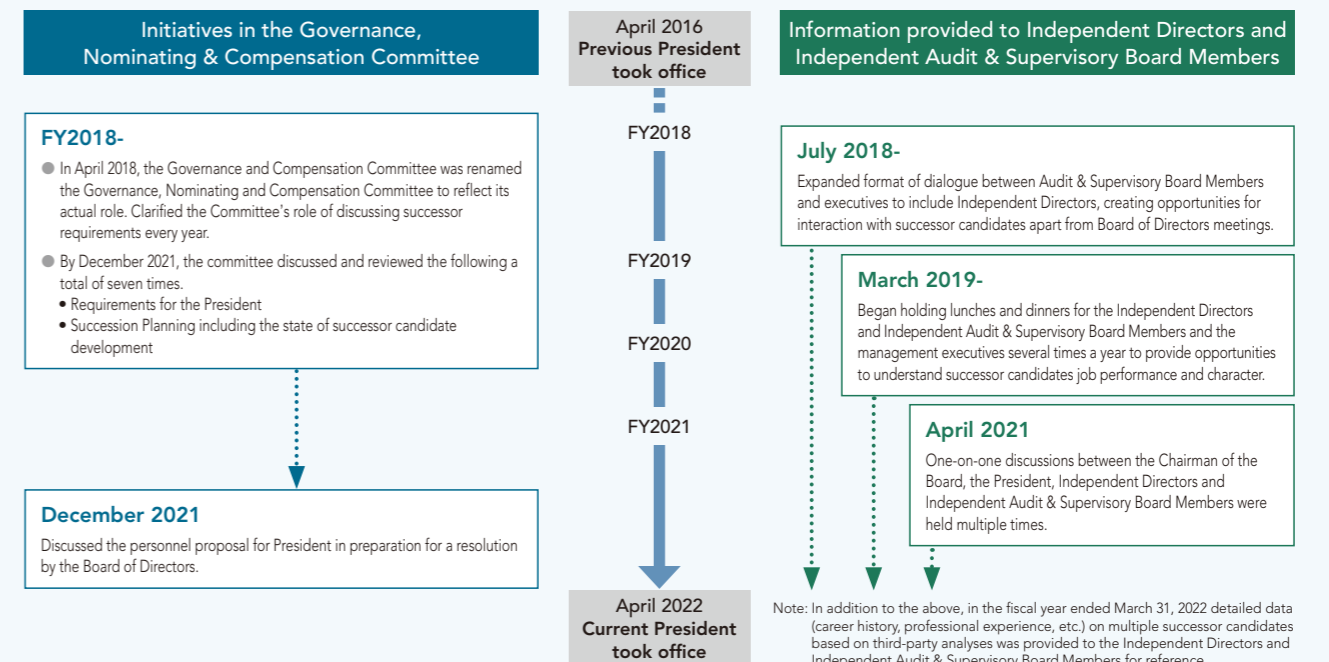 Initiatives in the Governance,
Nominating & Compensation Committee
FY2018-
● In April 2018, the Governance and Compensation Committee was renamed
the Governance, Nominating and Compensation Committee to reflect its
actual role. Clarified the Committee's role of discussing successor
requirements every year.
● By December 2021, the committee discussed and reviewed the following a
total of seven times.
• Requirements for the President
• Succession Planning including the state of successor candidate
development
December 2021
Discussed the personnel proposal for President in preparation for a resolution
by the Board of Directors.
April 2016
Previous President
took office
FY2018
FY2019
FY2020
FY2021
April 2022
Current President
took office
Information provided to Independent Directors and
Independent Audit & Supervisory Board Members
July 2018-
Expanded format of dialogue between Audit & Supervisory Board Members
and executives to include Independent Directors, creating opportunities for
interaction with successor candidates apart from Board of Directors meetings.
March 2019-
Began holding lunches and dinners for the Independent Directors
and Independent Audit & Supervisory Board Members and the
management executives several times a year to provide opportunities
to understand successor candidates job performance and character.
April 2021
One-on-one discussions between the Chairman of the
Board, the President, Independent Directors and
Independent Audit & Supervisory Board Members were
held multiple times.
Note: In addition to the above, in the fiscal year ended March 31, 2022 detailed data
(career history, professional experience, etc.) on multiple successor candidates
based on third-party analyses was provided to the Independent Directors and
Independent Audit & Supervisory Board Members for reference.